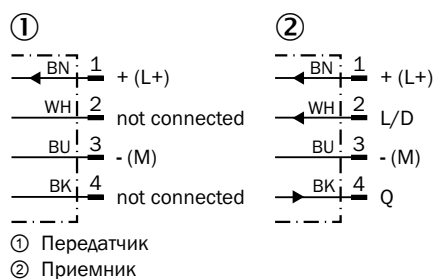 ① ②
BN 1 + (L+)
WH 2 not connected
BU 3 - (M)
BK 4 not connected
BN 1 + (L+)
WH 2 L/D
BU 3 - (M)
BK 4 Q
① Передатчик
② Приемник